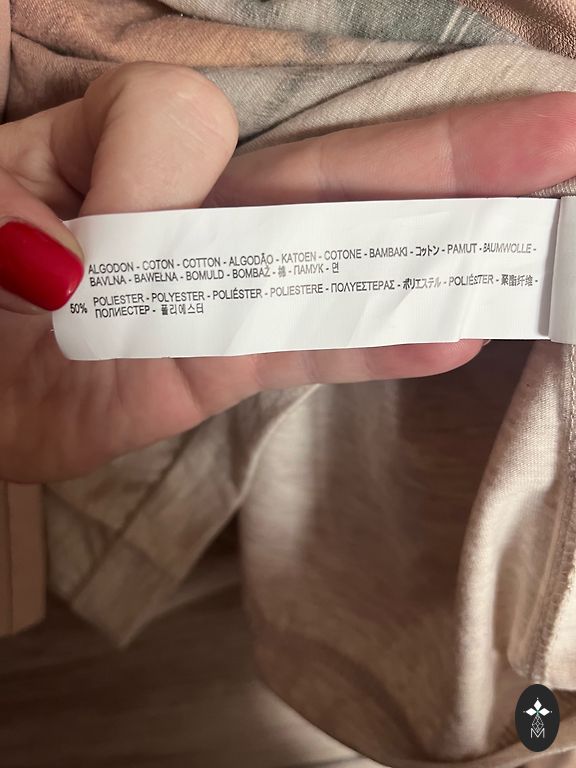 ALGODON - COTON - COTTON - ALGODÃO - KATOEN - COTONE - BAMBAKI - コットン - PAMUT - BAUMWOLLE -
BAVLNA - BAWEŁNA - BOMULD - BOMBAŽ - 棉 - ПАМУК - 면
50% POLIESTER - POLYESTER - POLIÉSTER - POLIESTERE - ΠΟΛΥΕΣΤΕΡΑΣ - ポリエステル - POLIÉSTER - 聚脂纤维 -
ПОЛИЕСТЕР - 폴리에스터
M